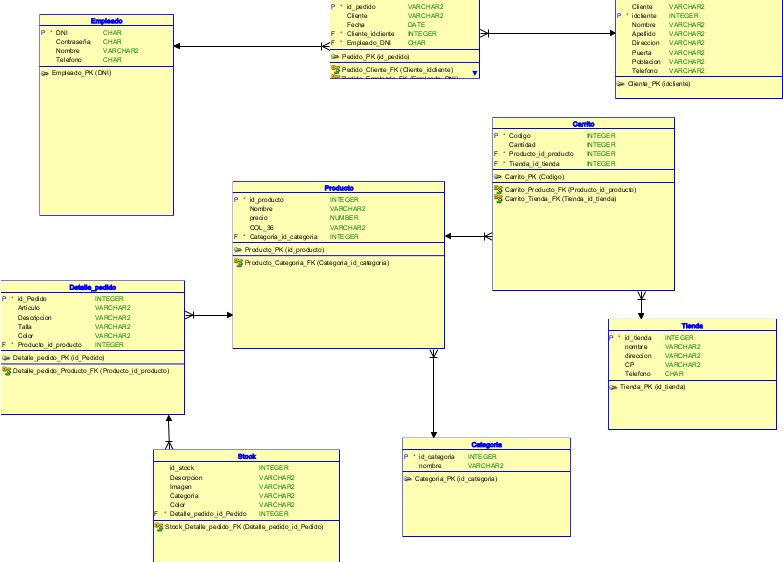 Empleado
P * DNI CHAR
Contraseña CHAR
Nombre VARCHAR2
Telefono CHAR
Empleado_PK (DNI)
P * id_pedido VARCHAR2
Cliente VARCHAR2
Fecha DATE
F * Cliente_idcliente INTEGER
F * Empleado_DNI CHAR
Pedido_PK (id_pedido)
Pedido_Cliente_FK (Cliente_idcliente)
Pedido_Empleado_FK (Empleado_DNI)
Cliente VARCHAR2
P * idcliente INTEGER
Nombre VARCHAR2
Apellido VARCHAR2
Direccion VARCHAR2
Puerta VARCHAR2
Poblacion VARCHAR2
Telefono VARCHAR2
Cliente_PK (idcliente)
Carrito
P * Codigo INTEGER
Cantidad INTEGER
F * Producto_id_producto INTEGER
F * Tienda_id_tienda INTEGER
Carrito_PK (Codigo)
Carrito_Producto_FK (Producto_id_producto)
Carrito_Tienda_FK (Tienda_id_tienda)
Producto
P * id_producto INTEGER
Nombre VARCHAR2
precio NUMBER
COL_36 VARCHAR2
F * Categoria_id_categoria INTEGER
Producto_PK (id_producto)
Producto_Categoria_FK (Categoria_id_categoria)
Detalle_pedido
P * id_Pedido INTEGER
Articulo VARCHAR2
Descripcion VARCHAR2
Talla VARCHAR2
Color VARCHAR2
F * Producto_id_producto INTEGER
Detalle_pedido_PK (id_Pedido)
Detalle_pedido_Producto_FK (Producto_id_producto)
Tienda
P * id_tienda INTEGER
nombre VARCHAR2
direccion VARCHAR2
CP VARCHAR2
Telefono CHAR
Tienda_PK (id_tienda)
Stock
id_stock INTEGER
Descrpcion VARCHAR2
Imagen VARCHAR2
Categoria VARCHAR2
Color VARCHAR2
F * Detalle_pedido_id_Pedido INTEGER
Stock_Detalle_pedido_FK (Detalle_pedido_id_Pedido)
Categoria
P * id_categoria INTEGER
nombre VARCHAR2
Categoria_PK (id_categoria)